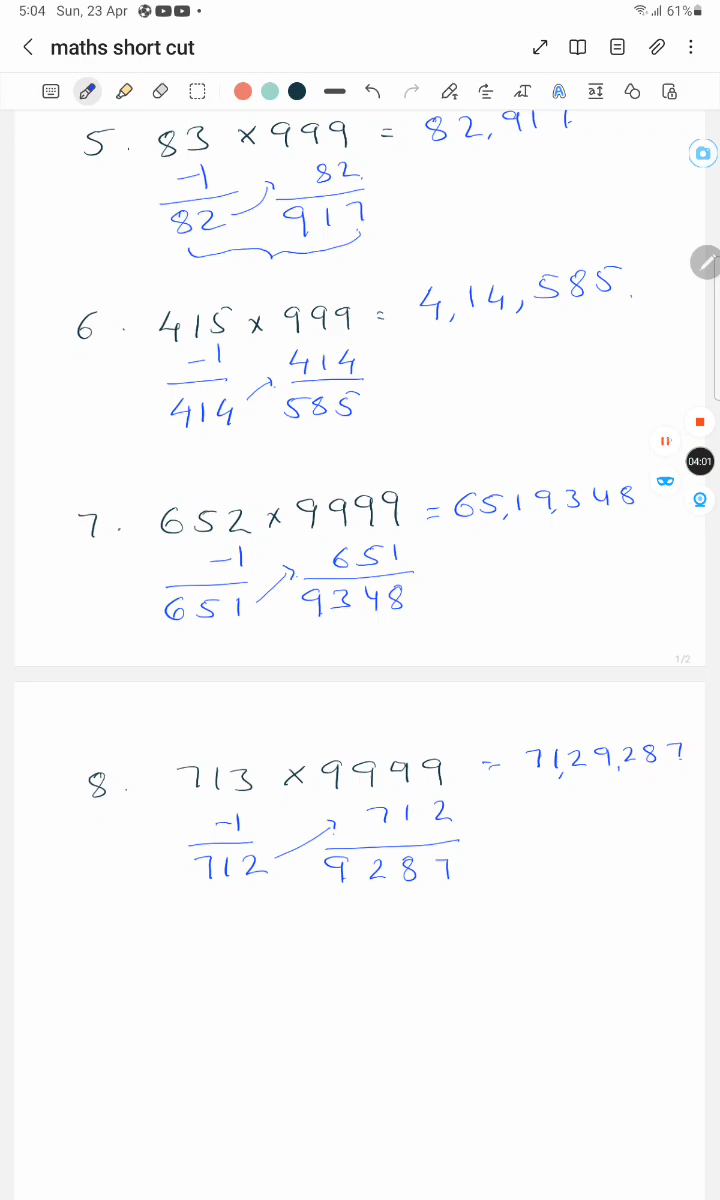 5:04 Sun, 23 Apr 61%
maths short cut
5. 83 × 999 = 82,917
-1 82
82 917
6. 415 × 999 = 4,14,585.
-1 414
414 585
04:01
7. 652 × 9999 = 65,19,348
-1 651
651 9348
1/2
8. 713 × 9999 = 71,29,287
-1 712
712 9287